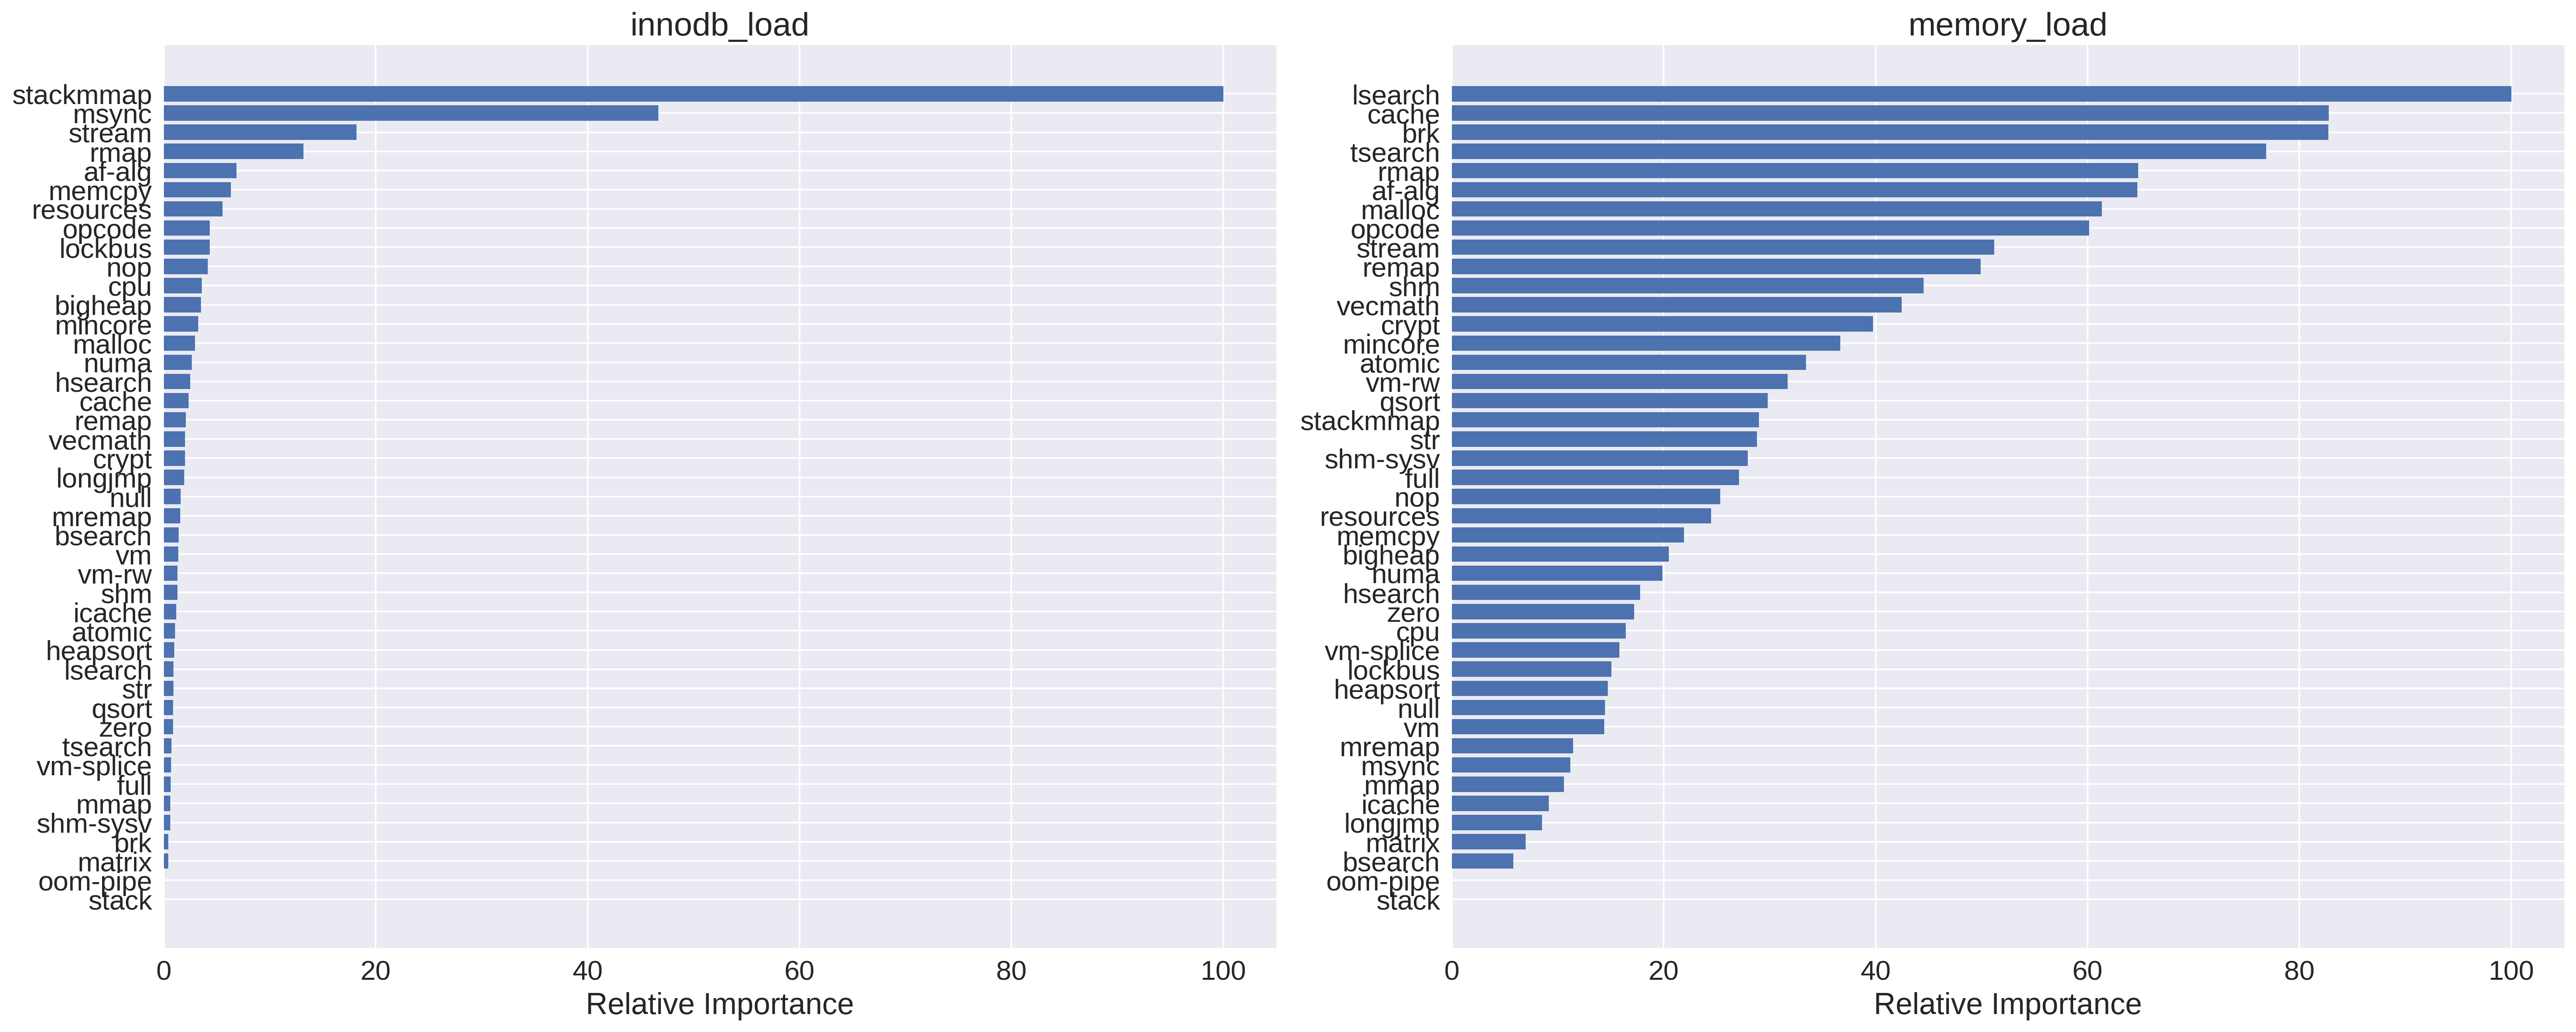 innodb_load
stackmmap
msync
stream
rmap
af-alg
memcpy
resources
opcode
lockbus
nop
cpu
bigheap
mincore
malloc
numa
hsearch
cache
remap
vecmath
crypt
longjmp
null
mremap
bsearch
vm
vm-rw
shm
icache
atomic
heapsort
lsearch
str
qsort
zero
tsearch
vm-splice
full
mmap
shm-sysv
brk
matrix
oom-pipe
stack
0 20 40 60 80 100
Relative Importance
memory_load
lsearch
cache
brk
tsearch
rmap
af-alg
malloc
opcode
stream
remap
shm
vecmath
crypt
mincore
atomic
vm-rw
qsort
stackmmap
str
shm-sysv
full
nop
resources
memcpy
bigheap
numa
hsearch
zero
cpu
vm-splice
lockbus
heapsort
null
vm
mremap
msync
mmap
icache
longjmp
matrix
bsearch
oom-pipe
stack
0 20 40 60 80 100
Relative Importance